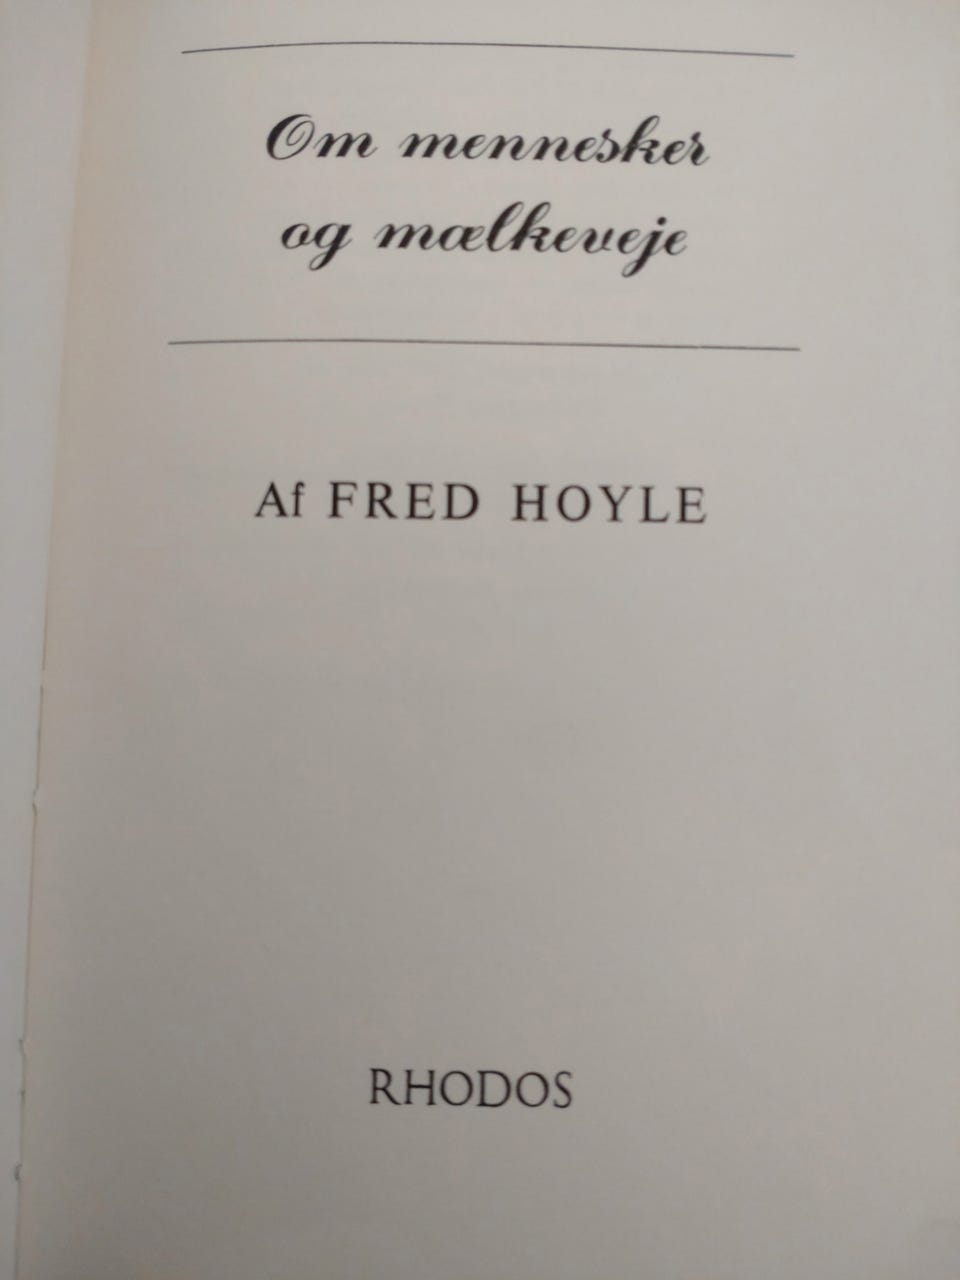 Om mennesker
og mælkeveje
Af FRED HOYLE
RHODOS